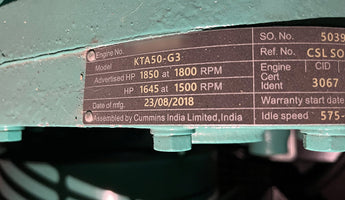 Engine No.
Model KTA50-G3
Advertised HP 1850 at 1800 RPM
HP 1645 at 1500 RPM
Date of mfg. 23/08/2018
Assembled by Cummins India Limited, India
SO. No. 5039
Ref. No. CSL SO
Engine CID
Cert
Ident 3067
Warranty start date
Idle speed 575-